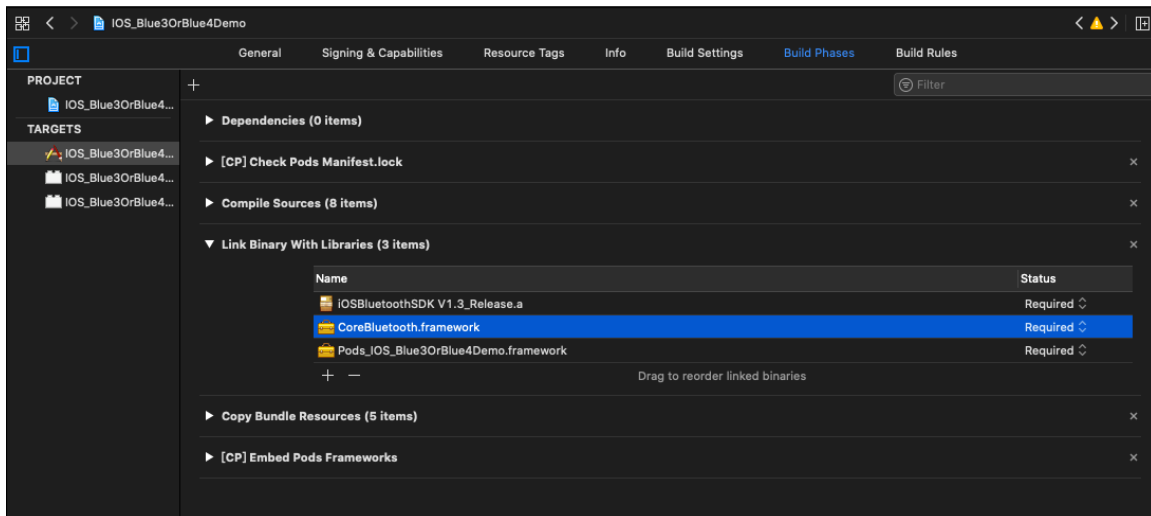 IOS_Blue3OrBlue4Demo
General Signing & Capabilities Resource Tags Info Build Settings Build Phases Build Rules
PROJECT
IOS_Blue3OrBlue4...
TARGETS
IOS_Blue3OrBlue4...
IOS_Blue3OrBlue4...
IOS_Blue3OrBlue4...
Filter
Dependencies (0 items)
[CP] Check Pods Manifest.lock
Compile Sources (8 items)
Link Binary With Libraries (3 items)
Name Status
iOSBluetoothSDK V1.3_Release.a Required
CoreBluetooth.framework Required
Pods_IOS_Blue3OrBlue4Demo.framework Required
Drag to reorder linked binaries
Copy Bundle Resources (5 items)
[CP] Embed Pods Frameworks